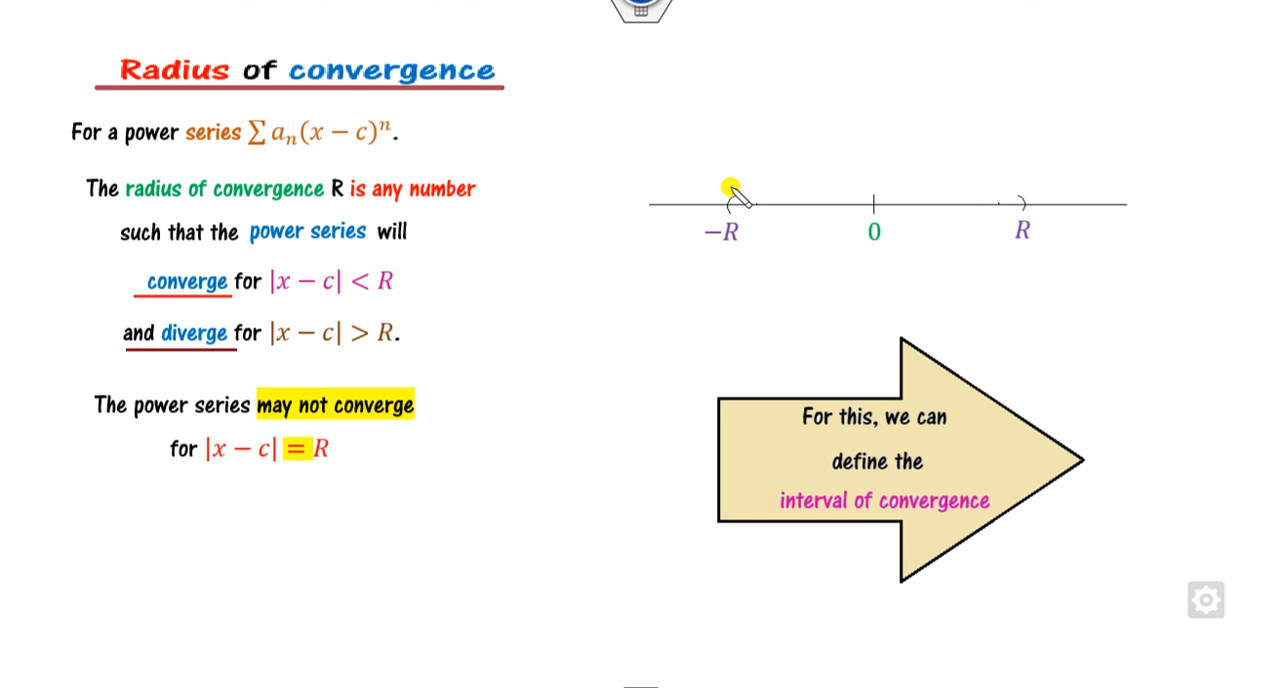 Radius of convergence
For a power series ∑ aₙ(x − c)ⁿ.
The radius of convergence R is any number
such that the power series will
converge for |x − c| < R
and diverge for |x − c| > R.
The power series may not converge
for |x − c| = R
−R 0 R
For this, we can
define the
interval of convergence